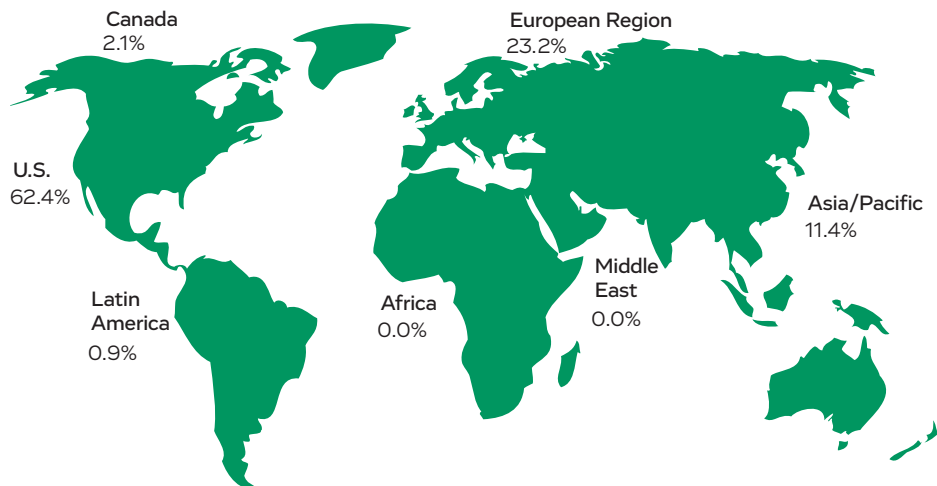 Canada
2.1%
European Region
23.2%
U.S.
62.4%
Asia/Pacific
11.4%
Latin
America
0.9%
Africa
0.0%
Middle
East
0.0%